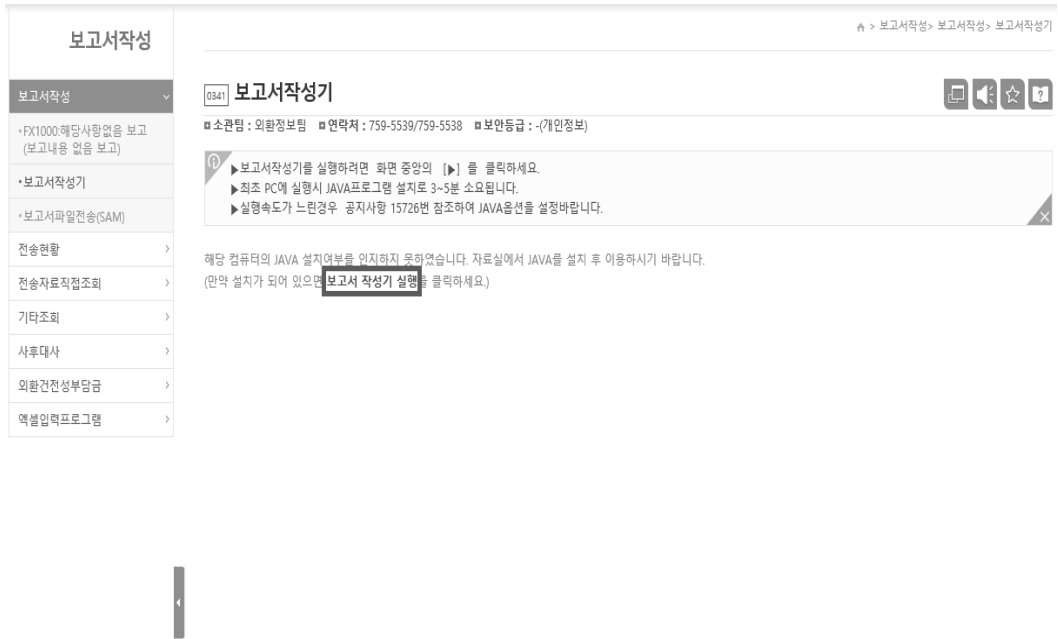 보고서작성
> 보고서작성> 보고서작성> 보고서작성기
보고서작성
•FX1000:해당사항없음 보고
(보고내용 없음 보고)
•보고서작성기
•보고서파일전송(SAM)
전송현황
전송자료직접조회
기타조회
사후대사
외환건전성부담금
엑셀입력프로그램
0341 보고서작성기
소관팀 : 외환정보팀 연락처 : 759-5539/759-5538 보안등급 : -(개인정보)
▶보고서작성기를 실행하려면 화면 중앙의 [▶] 를 클릭하세요.
▶최초 PC에 실행시 JAVA프로그램 설치로 3~5분 소요됩니다.
▶실행속도가 느린경우 공지사항 15726번 참조하여 JAVA옵션을 설정바랍니다.
해당 컴퓨터의 JAVA 설치여부를 인지하지 못하였습니다. 자료실에서 JAVA를 설치 후 이용하시기 바랍니다.
(만약 설치가 되어 있으면 보고서 작성기 실행을 클릭하세요.)